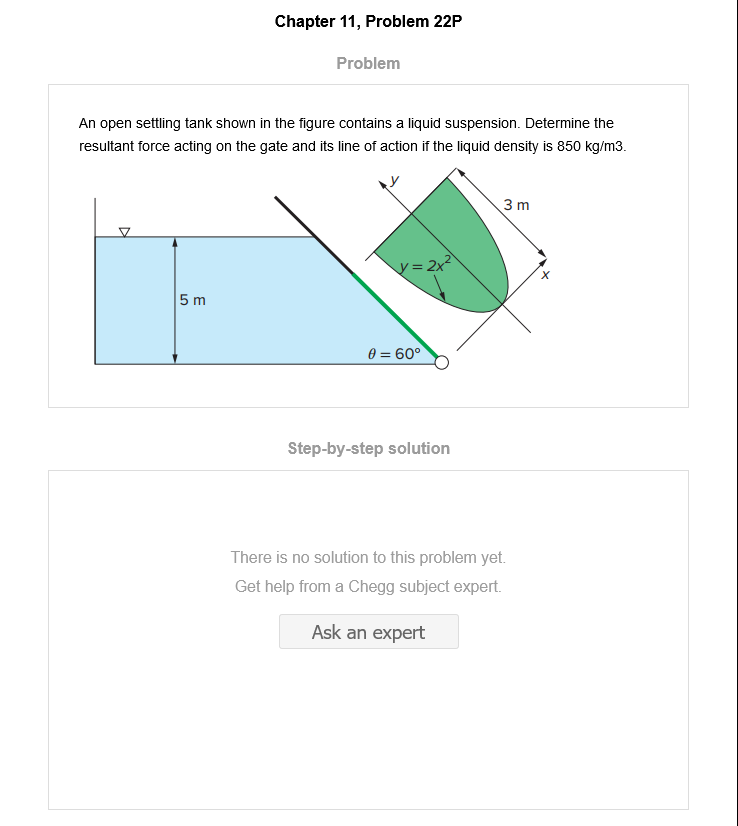 Chapter 11, Problem 22P
Problem
An open settling tank shown in the figure contains a liquid suspension. Determine the
resultant force acting on the gate and its line of action if the liquid density is 850 kg/m3.
y
3 m
y = 2x²
x
5 m
θ = 60°
Step-by-step solution
There is no solution to this problem yet.
Get help from a Chegg subject expert.
Ask an expert